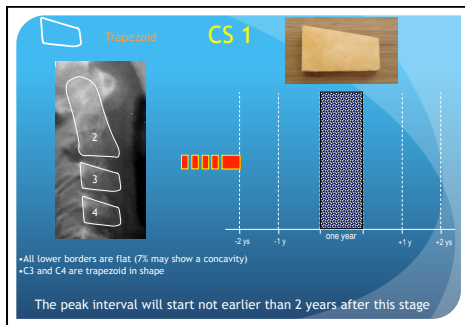 Trapezoid
CS 1
2
3
4
-2 ys
-1 y
one year
+1 y
+2 ys
•All lower borders are flat (7% may show a concavity)
•C3 and C4 are trapezoid in shape
The peak interval will start not earlier than 2 years after this stage